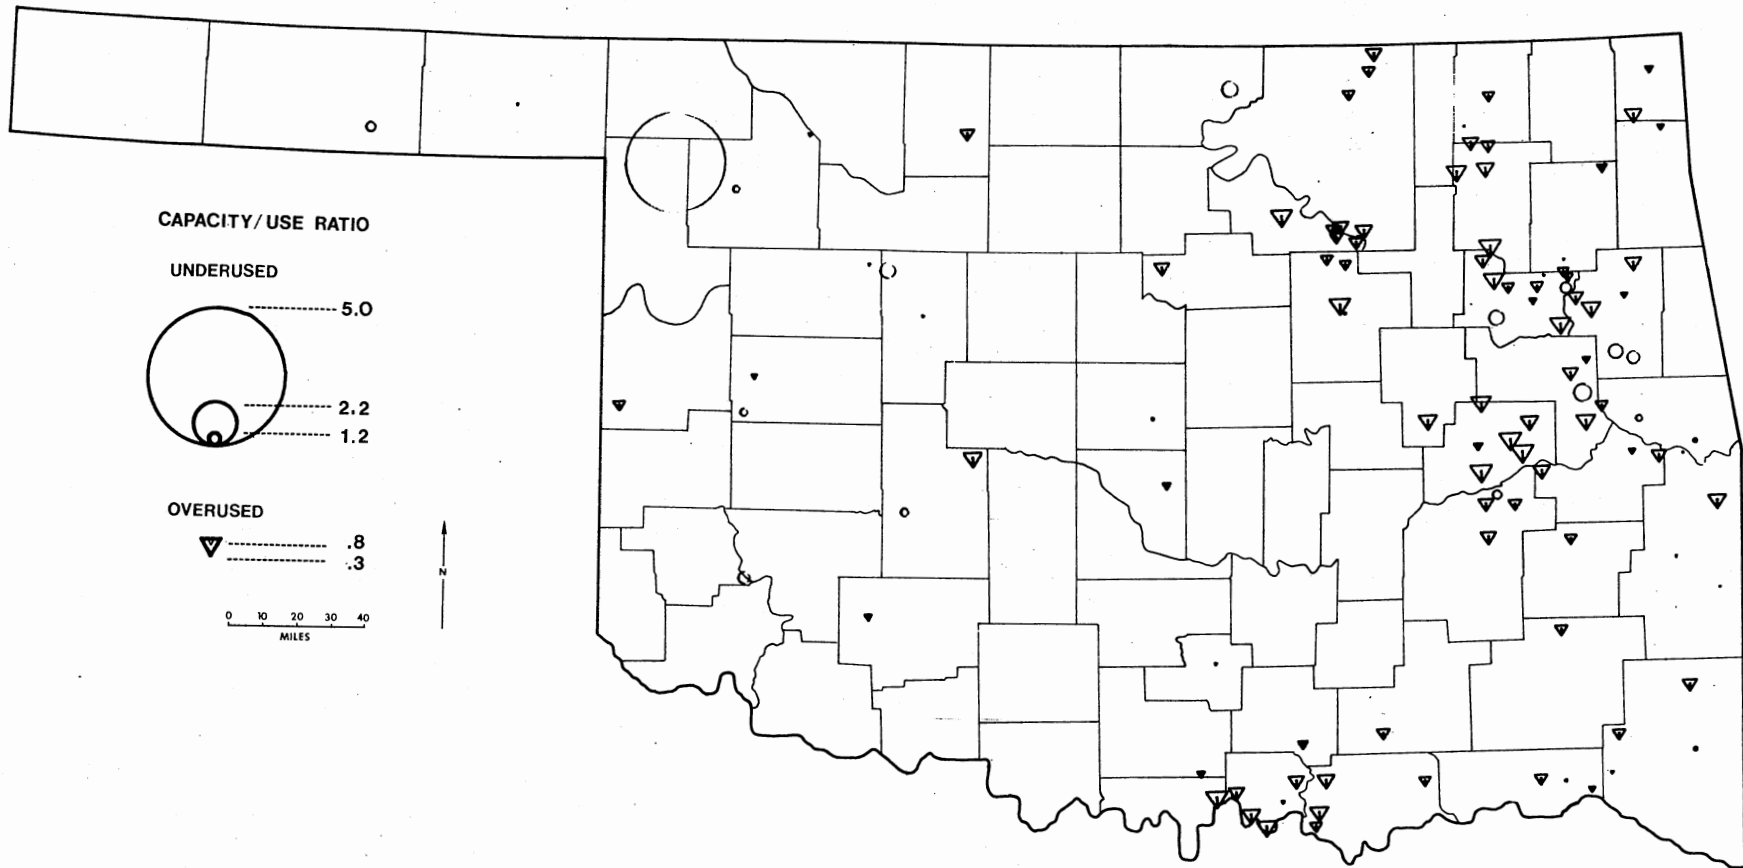 CAPACITY/USE RATIO
UNDERUSED
5.0
2.2
1.2
OVERUSED
.8
.3
N
0 10 20 30 40
MILES